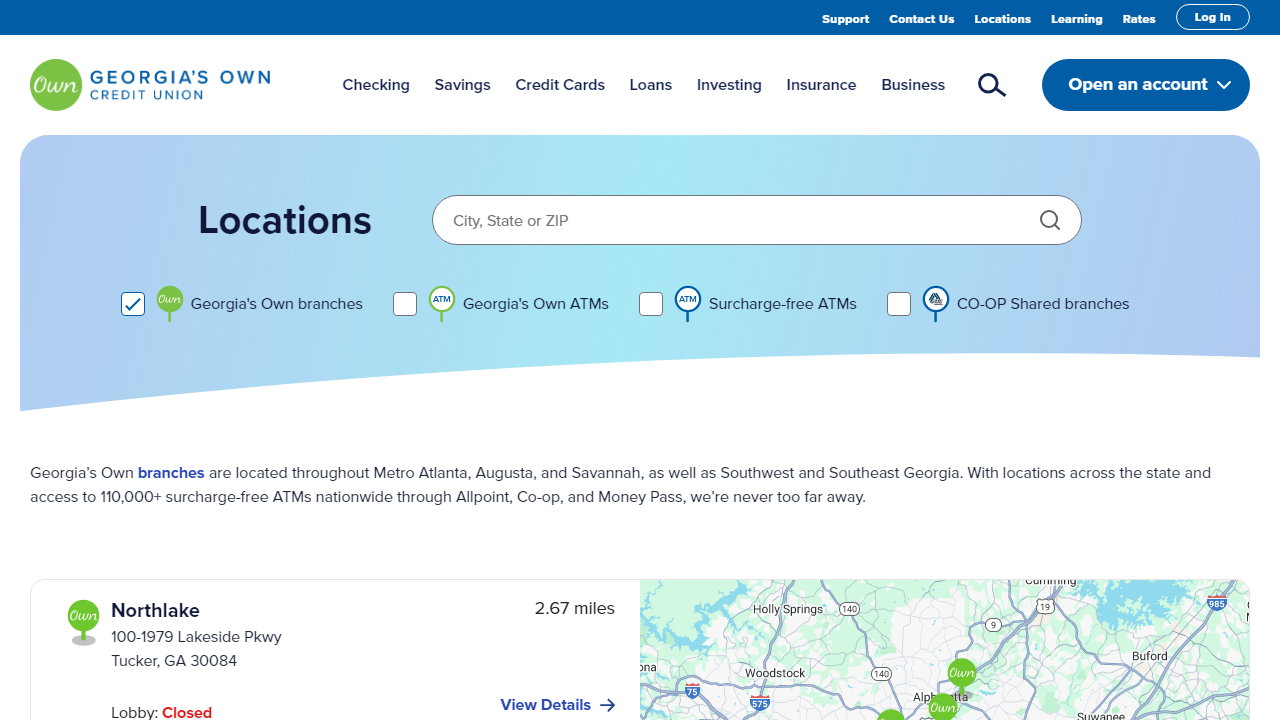 Support Contact Us Locations Learning Rates Log In
Own GEORGIA'S OWN
CREDIT UNION
Checking Savings Credit Cards Loans Investing Insurance Business Open an account
Locations City, State or ZIP
Own Georgia's Own branches ATM Georgia's Own ATMs ATM Surcharge-free ATMs CO-OP Shared branches
Georgia’s Own branches are located throughout Metro Atlanta, Augusta, and Savannah, as well as Southwest and Southeast Georgia. With locations across the state and
access to 110,000+ surcharge-free ATMs nationwide through Allpoint, Co-op, and Money Pass, we’re never too far away.
Own Northlake 2.67 miles
100-1979 Lakeside Pkwy
Tucker, GA 30084
View Details
Lobby: Closed
Cumming
985
Holly Springs 140 19
9
Buford
Woodstock 140 Own
75
575
Own
Suwanee